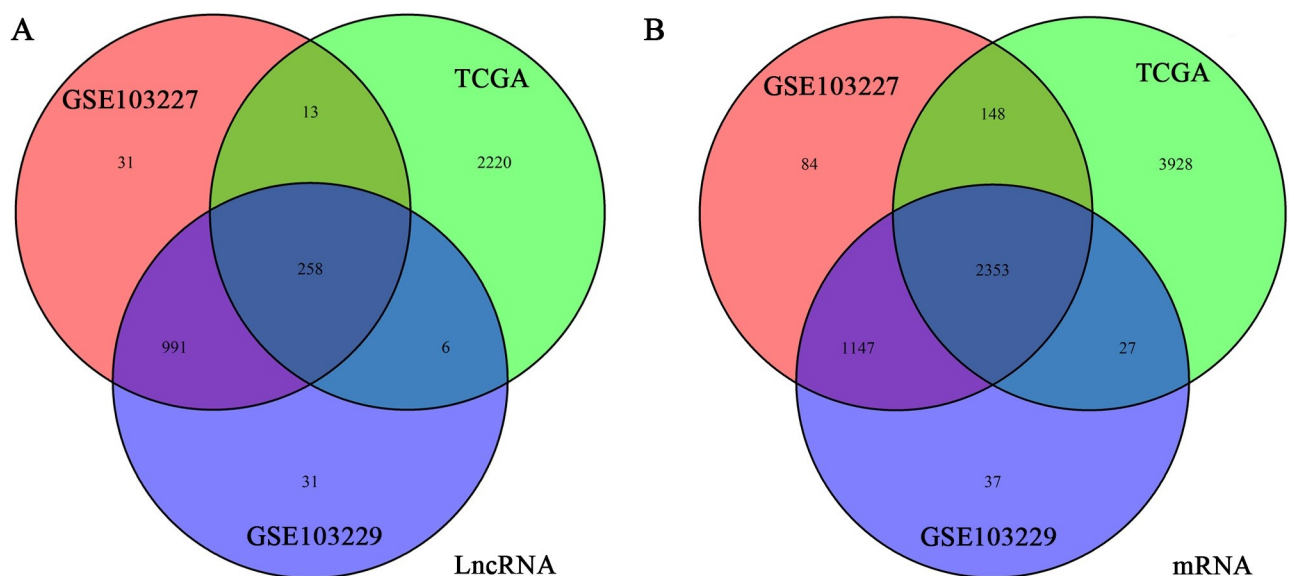 A
GSE103227
TCGA
13
31
2220
258
991
6
31
GSE103229
LncRNA
B
GSE103227
TCGA
148
84
3928
2353
1147
27
37
GSE103229
mRNA